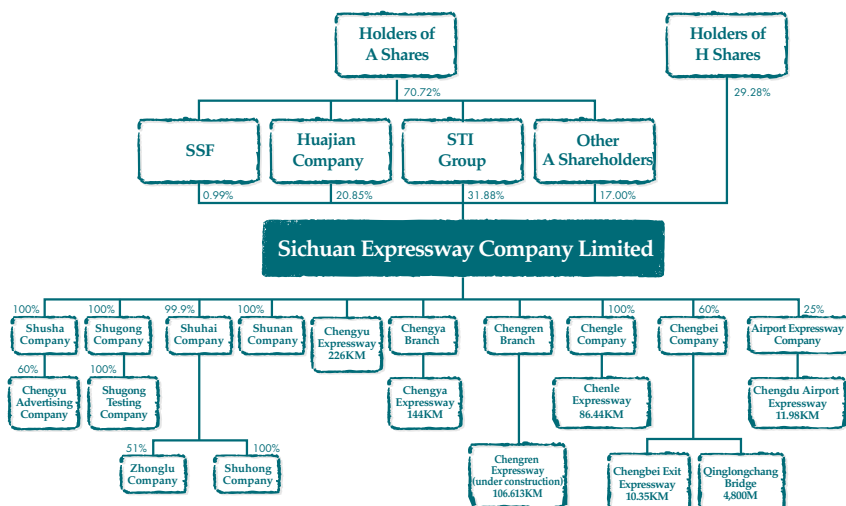 Holders of
A Shares
Holders of
H Shares
70.72%
29.28%
SSF
Huajian
Company
STI
Group
Other
A Shareholders
0.99%
20.85%
31.88%
17.00%
Sichuan Expressway Company Limited
100%
100%
99.9%
100%
100%
60%
25%
Shusha
Company
Shugong
Company
Shuhai
Company
Shunan
Company
Chengyu
Expressway
226KM
Chengya
Branch
Chengren
Branch
Chengle
Company
Chengbei
Company
Airport Expressway
Company
60%
100%
Chengyu
Advertising
Company
Shugong
Testing
Company
Chengya
Expressway
144KM
Chenle
Expressway
86.44KM
Chengdu Airport
Expressway
11.98KM
51%
100%
Zhonglu
Company
Shuhong
Company
Chengren
Expressway
(under construction)
106.613KM
Chengbei Exit
Expressway
10.35KM
Qinglongchang
Bridge
4,800M